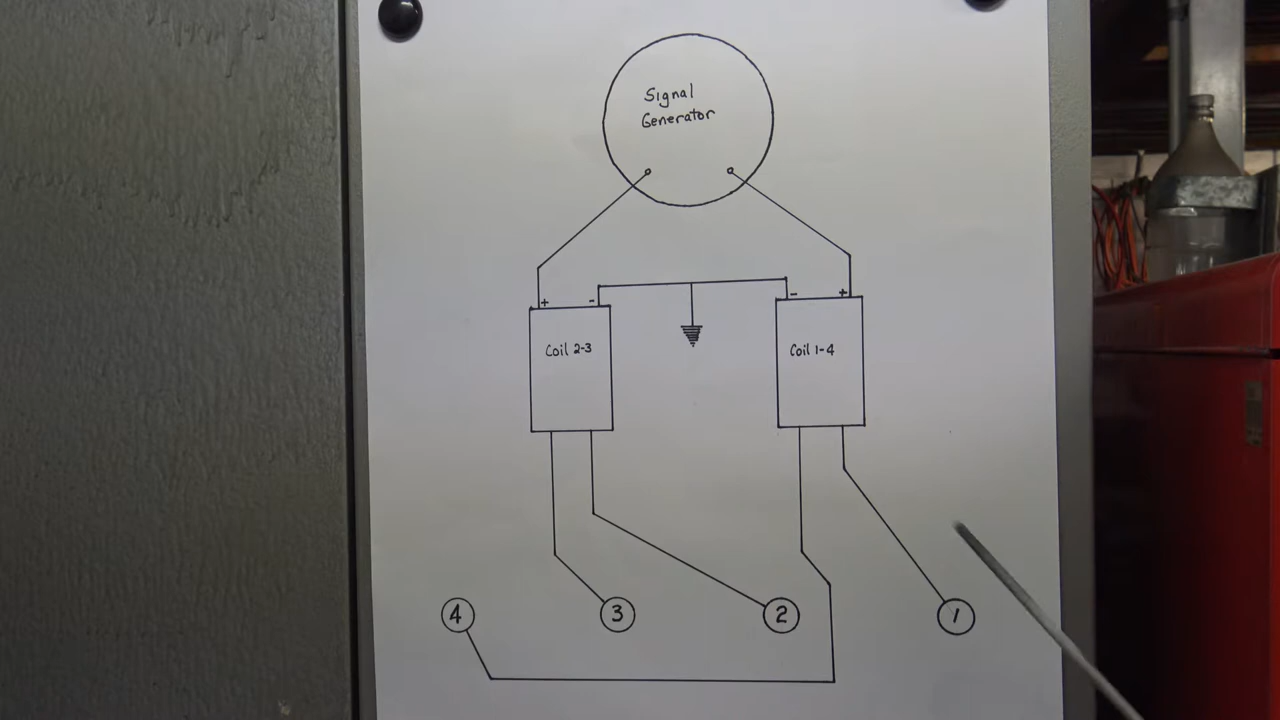 Signal
Generator
+
-
-
+
Coil 2-3
Coil 1-4
4
3
2
1